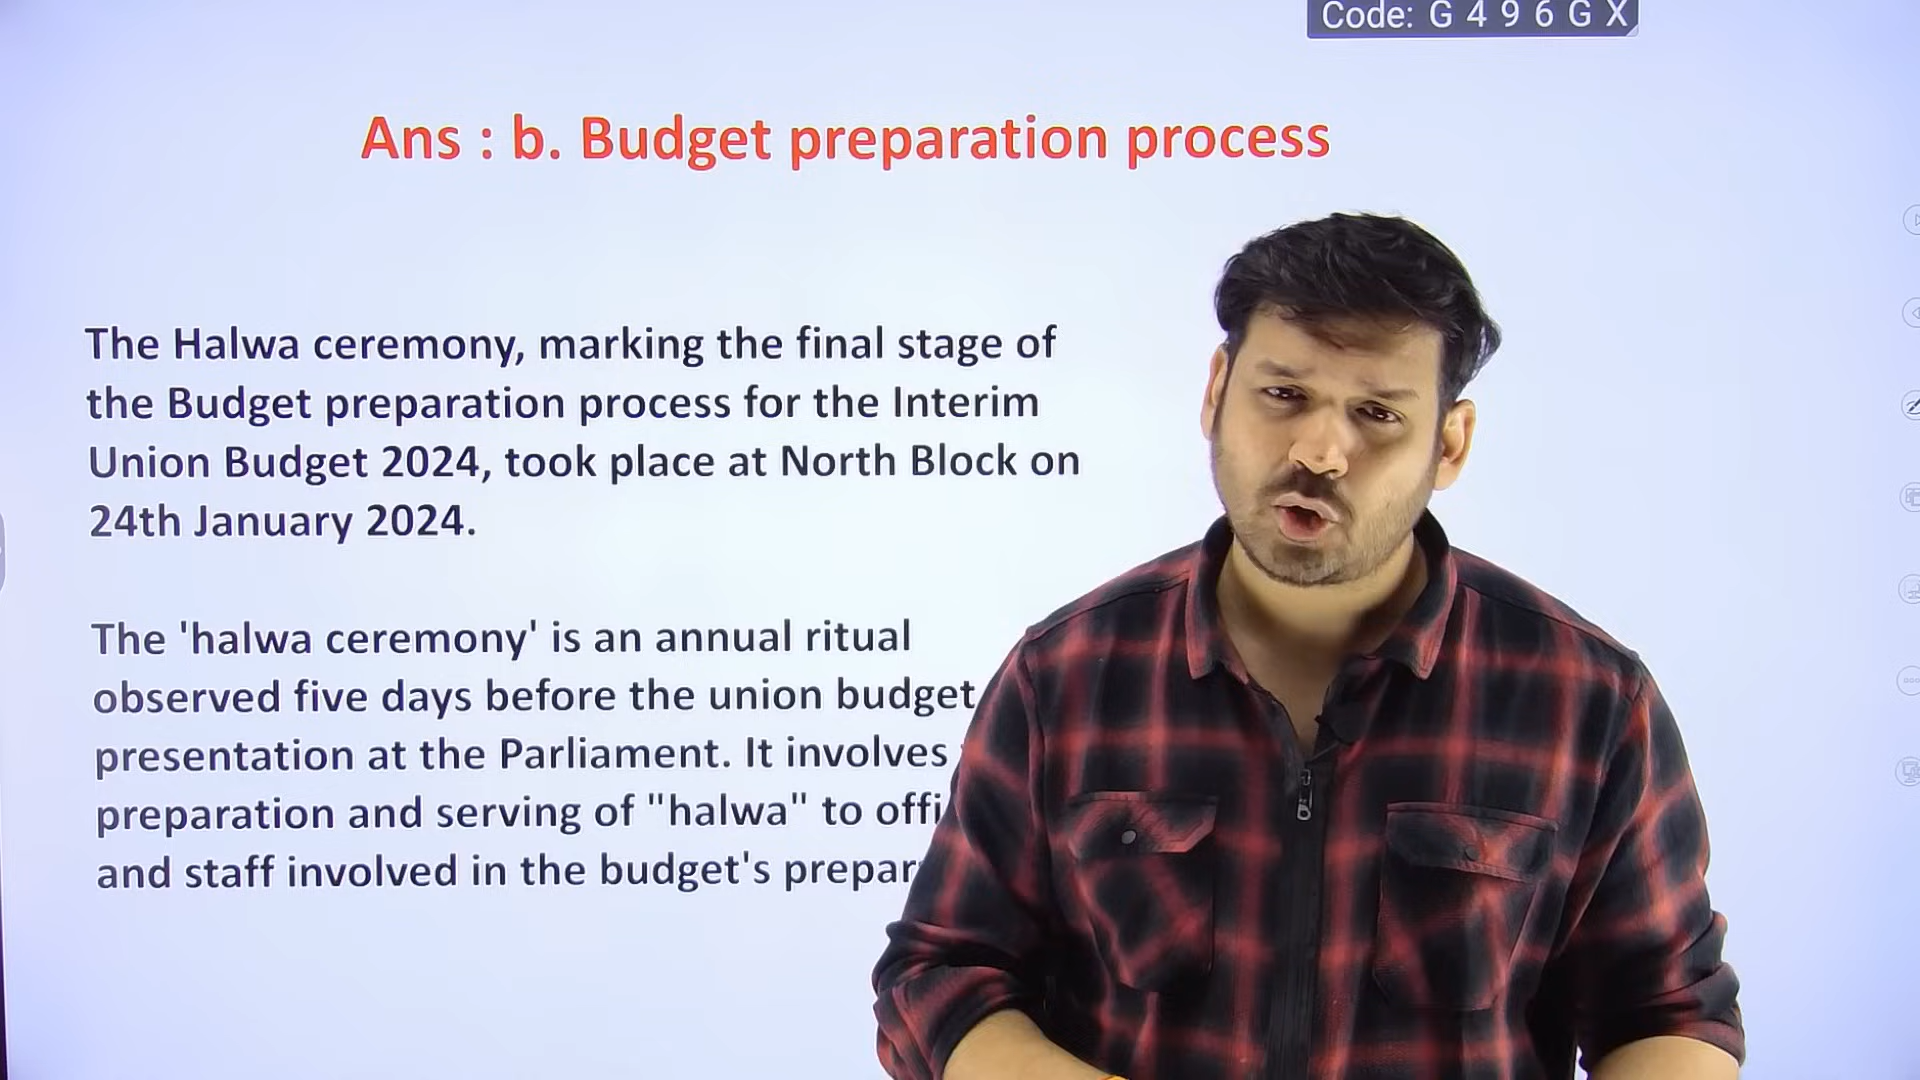 Code: G 4 9 6 G X
Ans : b. Budget preparation process
The Halwa ceremony, marking the final stage of
the Budget preparation process for the Interim
Union Budget 2024, took place at North Block on
24th January 2024.
The 'halwa ceremony' is an annual ritual
observed five days before the union budget
presentation at the Parliament. It involves
preparation and serving of "halwa" to offi
and staff involved in the budget's prepar